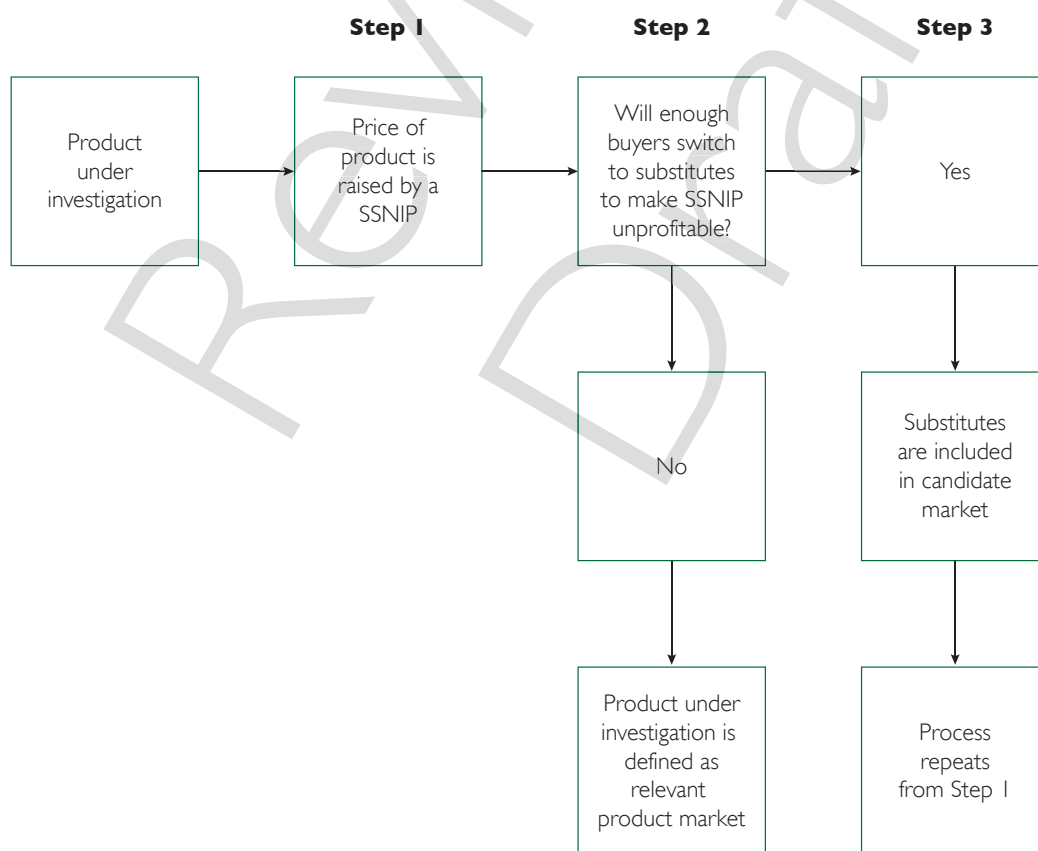 Step 1
Step 2
Step 3
Product
under
investigation
Price of
product is
raised by a
SSNIP
Will enough
buyers switch
to substitutes
to make SSNIP
unprofitable?
Yes
No
Substitutes
are included
in candidate
market
Product under
investigation is
defined as
relevant
product market
Process
repeats
from Step 1